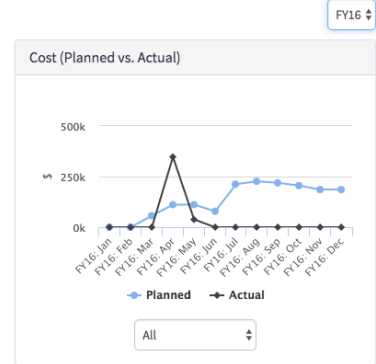 FY16
Cost (Planned vs. Actual)
500k
$
250k
0k
FY16: Jan
FY16: Feb
FY16: Mar
FY16: Apr
FY16: May
FY16: Jun
FY16: Jul
FY16: Aug
FY16: Sep
FY16: Oct
FY16: Nov
FY16: Dec
Planned Actual
All